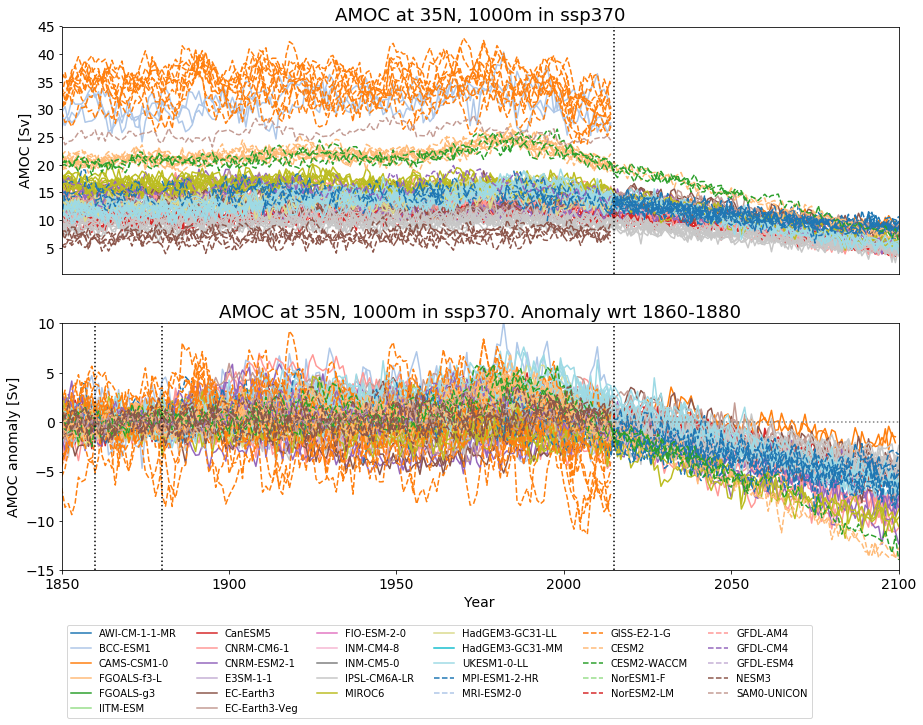 AMOC at 35N, 1000m in ssp370
AMOC [Sv]
45
40
35
30
25
20
15
10
5
AMOC at 35N, 1000m in ssp370. Anomaly wrt 1860-1880
AMOC anomaly [Sv]
10
5
0
−5
−10
−15
1850 1900 1950 2000 2050 2100
Year
AWI-CM-1-1-MR CanESM5 FIO-ESM-2-0 HadGEM3-GC31-LL GISS-E2-1-G GFDL-AM4
BCC-ESM1 CNRM-CM6-1 INM-CM4-8 HadGEM3-GC31-MM CESM2 GFDL-CM4
CAMS-CSM1-0 CNRM-ESM2-1 INM-CM5-0 UKESM1-0-LL CESM2-WACCM GFDL-ESM4
FGOALS-f3-L E3SM-1-1 IPSL-CM6A-LR MPI-ESM1-2-HR NorESM1-F NESM3
FGOALS-g3 EC-Earth3 MIROC6 MRI-ESM2-0 NorESM2-LM SAM0-UNICON
IITM-ESM EC-Earth3-Veg